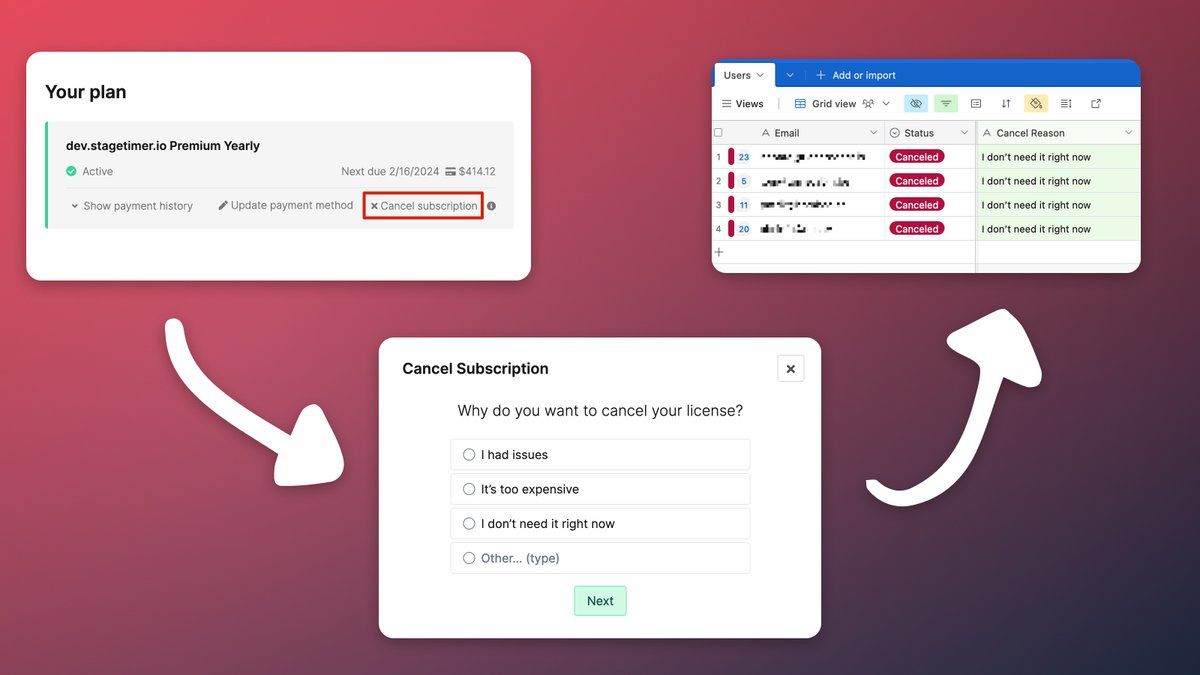 Your plan
dev.stagetimer.io Premium Yearly
Active
Next due 2/16/2024 $414.12
Show payment history Update payment method Cancel subscription
Cancel Subscription
Why do you want to cancel your license?
I had issues
It's too expensive
I don't need it right now
Other... (type)
Next
Users Add or import
Views Grid view
Email Status Cancel Reason
1 23 Canceled I don't need it right now
2 5 Canceled I don't need it right now
3 11 Canceled I don't need it right now
4 20 Canceled I don't need it right now